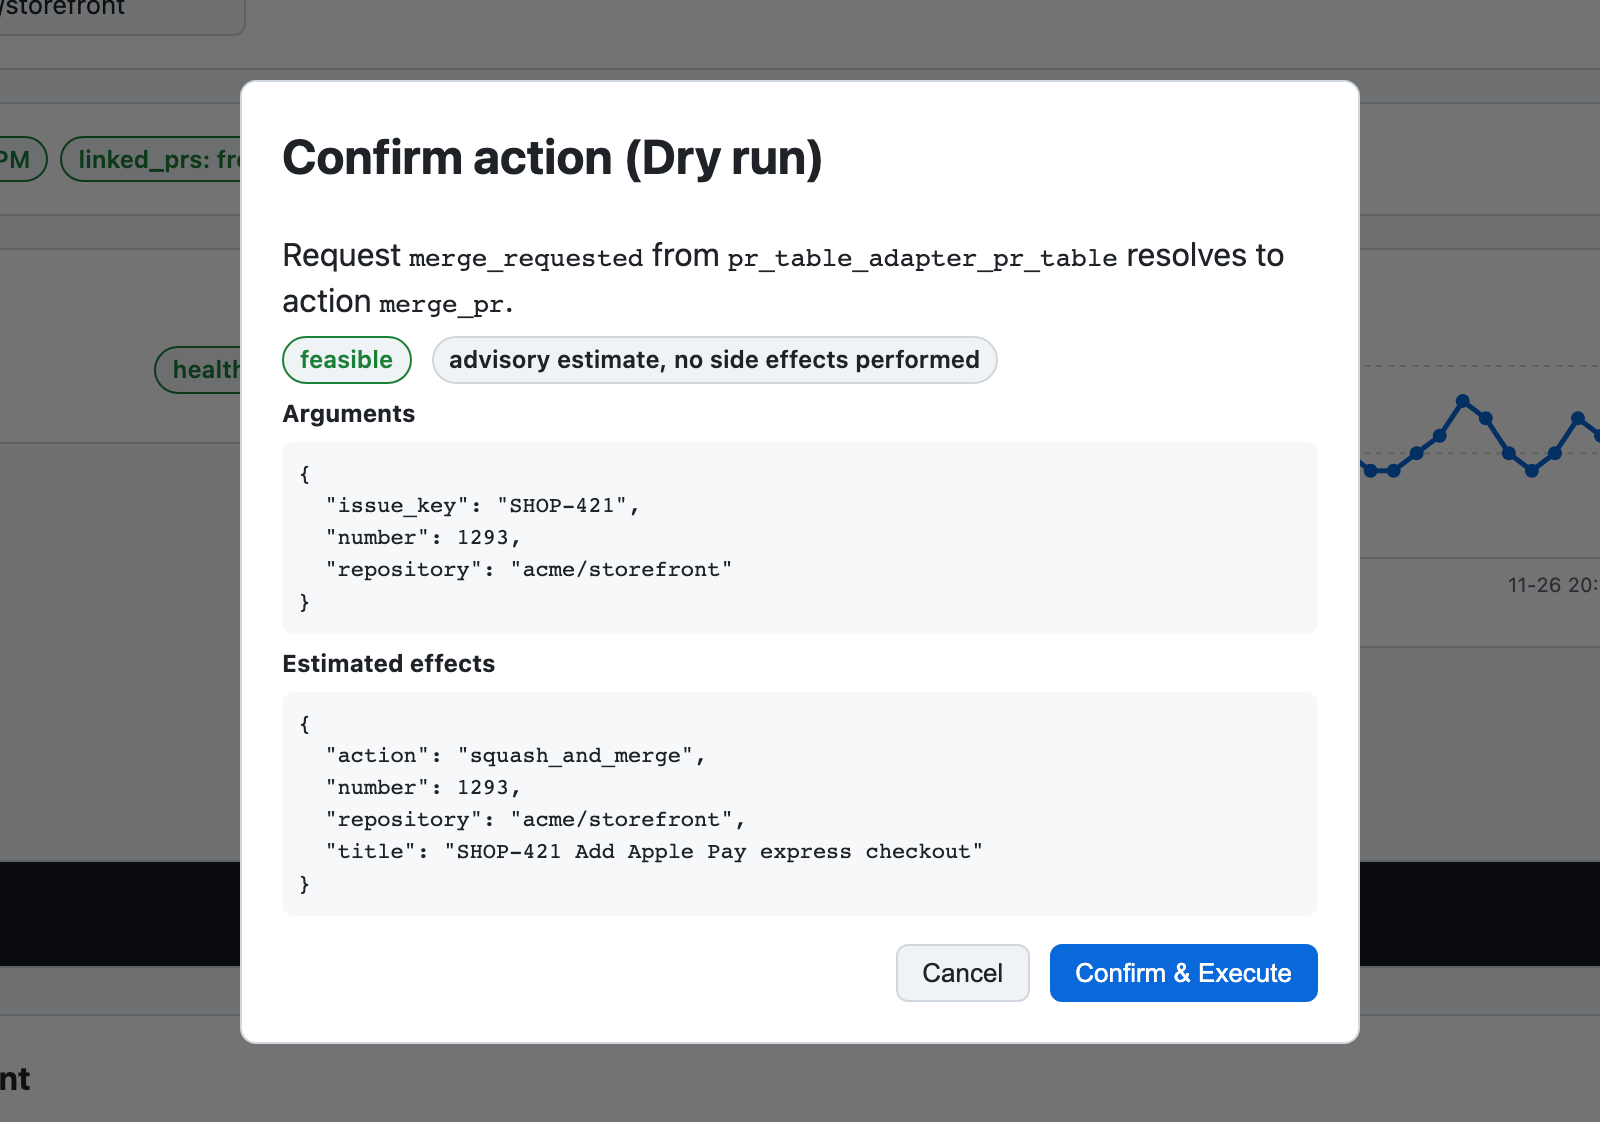 /storefront
PM
linked_prs: fr
health
11-26 20:
nt
Confirm action (Dry run)
Request merge_requested from pr_table_adapter_pr_table resolves to
action merge_pr.
feasible
advisory estimate, no side effects performed
Arguments
{
"issue_key": "SHOP-421",
"number": 1293,
"repository": "acme/storefront"
}
Estimated effects
{
"action": "squash_and_merge",
"number": 1293,
"repository": "acme/storefront",
"title": "SHOP-421 Add Apple Pay express checkout"
}
Cancel
Confirm & Execute